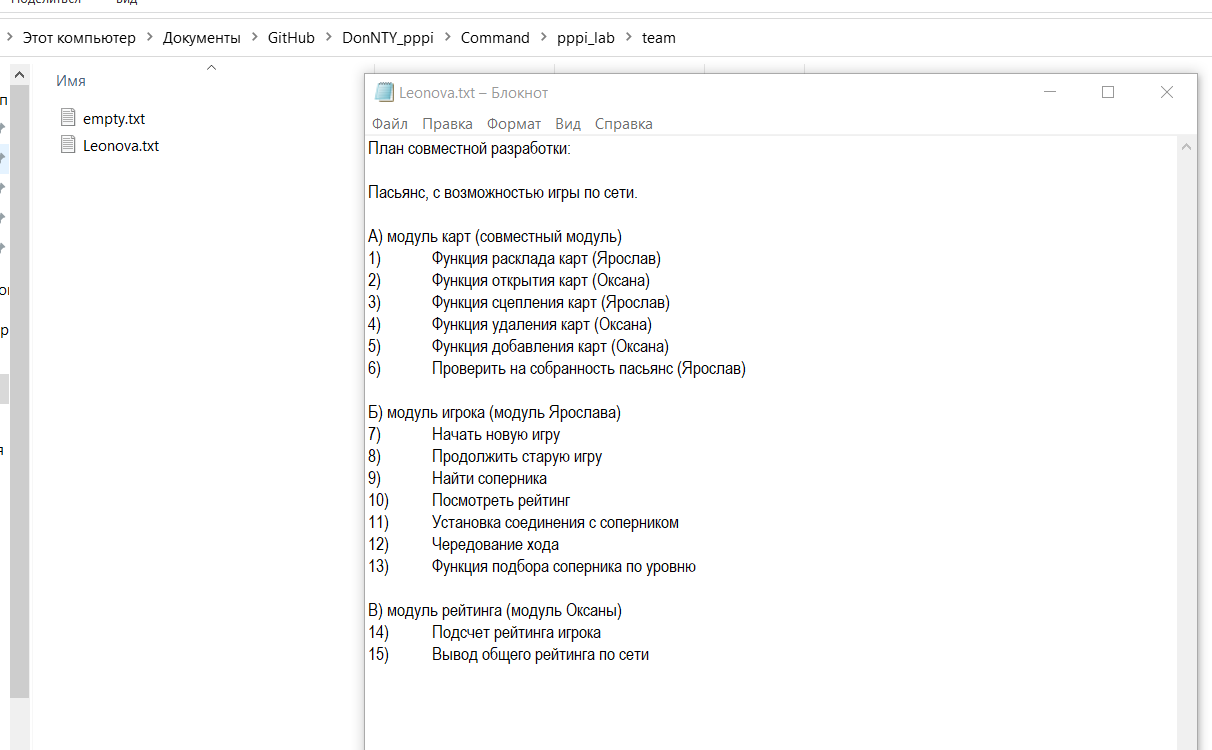 Поделиться Вид
Этот компьютер > Документы > GitHub > DonNTY_pppi > Command > pppi_lab > team
Имя
empty.txt
Leonova.txt
Leonova.txt – Блокнот
Файл Правка Формат Вид Справка
План совместной разработки:
Пасьянс, с возможностью игры по сети.
А) модуль карт (совместный модуль)
1) Функция расклада карт (Ярослав)
2) Функция открытия карт (Оксана)
3) Функция сцепления карт (Ярослав)
4) Функция удаления карт (Оксана)
5) Функция добавления карт (Оксана)
6) Проверить на собранность пасьянс (Ярослав)
Б) модуль игрока (модуль Ярослава)
7) Начать новую игру
8) Продолжить старую игру
9) Найти соперника
10) Посмотреть рейтинг
11) Установка соединения с соперником
12) Чередование хода
13) Функция подбора соперника по уровню
В) модуль рейтинга (модуль Оксаны)
14) Подсчет рейтинга игрока
15) Вывод общего рейтинга по сети